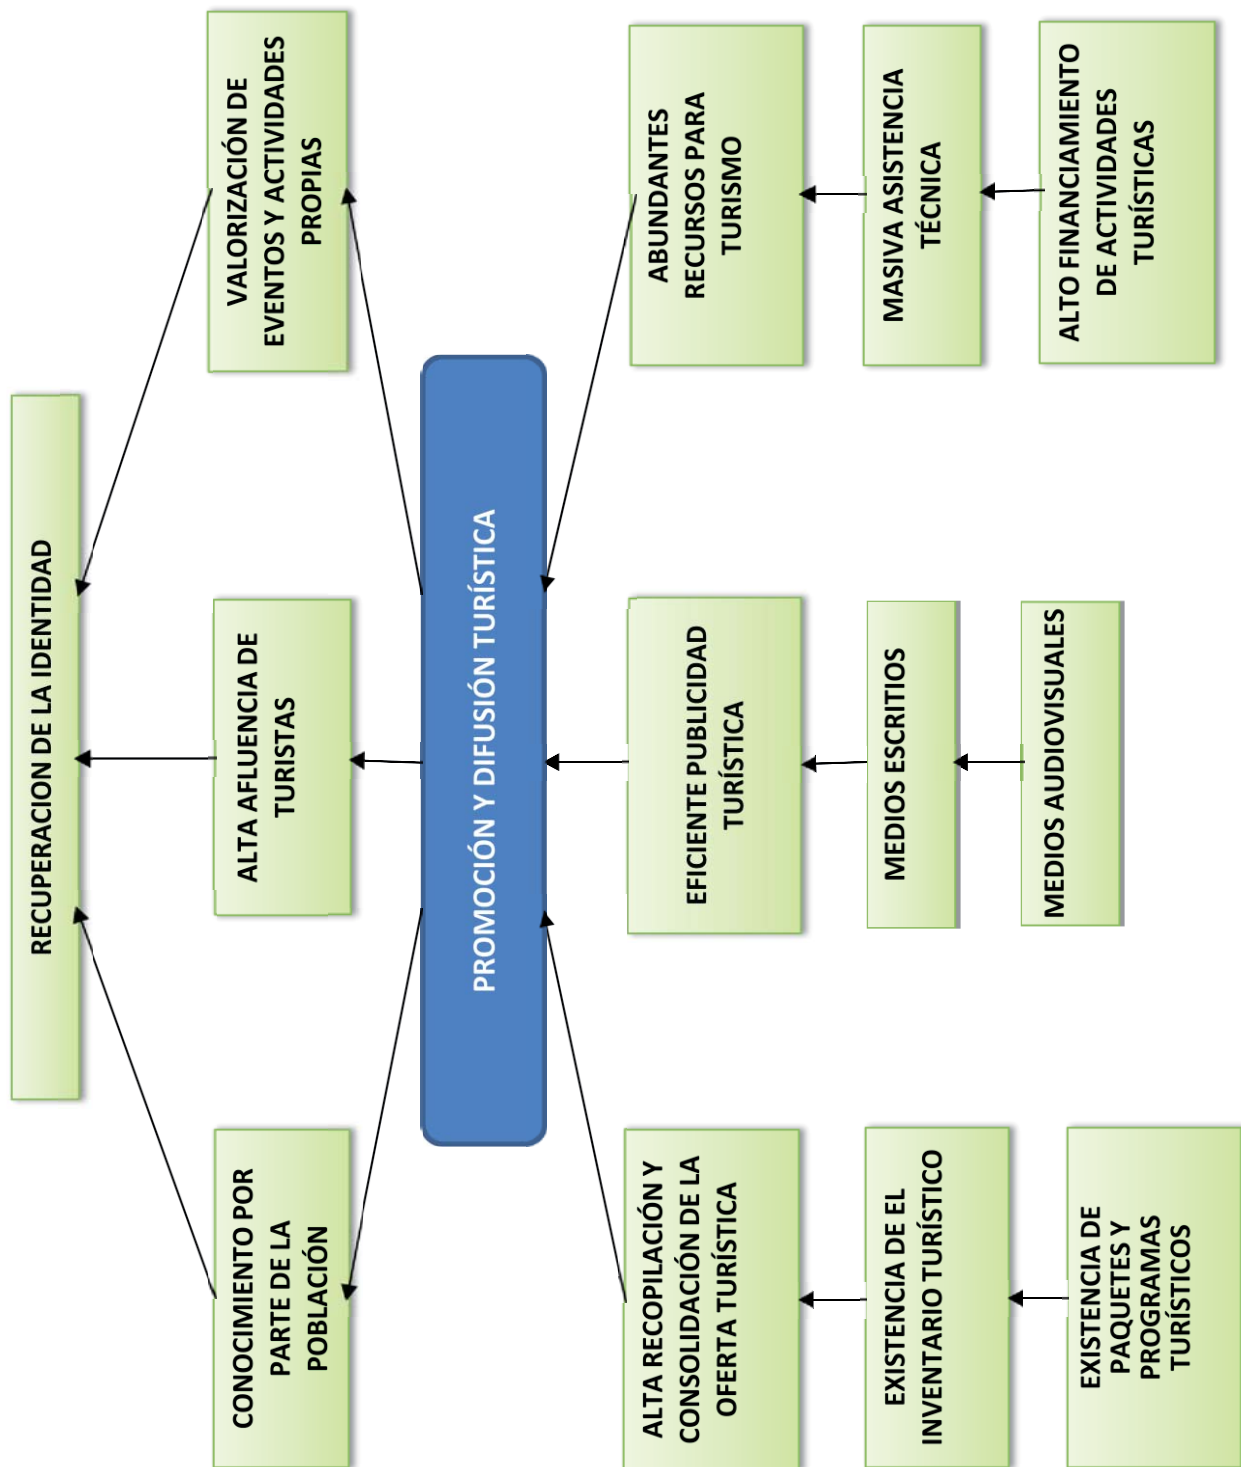 RECUPERACION DE LA IDENTIDAD
CONOCIMIENTO POR
PARTE DE LA
POBLACIÓN
ALTA AFLUENCIA DE
TURISTAS
VALORIZACIÓN DE
EVENTOS Y ACTIVIDADES
PROPIAS
PROMOCIÓN Y DIFUSIÓN TURÍSTICA
ALTA RECOPILACIÓN Y
CONSOLIDACIÓN DE LA
OFERTA TURÍSTICA
EFICIENTE PUBLICIDAD
TURÍSTICA
ABUNDANTES
RECURSOS PARA
TURISMO
EXISTENCIA DE EL
INVENTARIO TURÍSTICO
MEDIOS ESCRITIOS
MASIVA ASISTENCIA
TÉCNICA
EXISTENCIA DE
PAQUETES Y
PROGRAMAS
TURÍSTICOS
MEDIOS AUDIOVISUALES
ALTO FINANCIAMIENTO
DE ACTIVIDADES
TURÍSTICAS